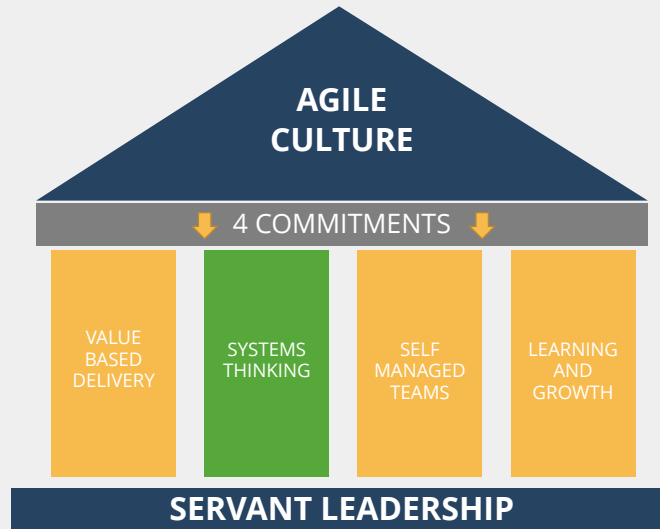 AGILE
CULTURE
4 COMMITMENTS
VALUE
BASED
DELIVERY
SYSTEMS
THINKING
SELF
MANAGED
TEAMS
LEARNING
AND
GROWTH
SERVANT LEADERSHIP